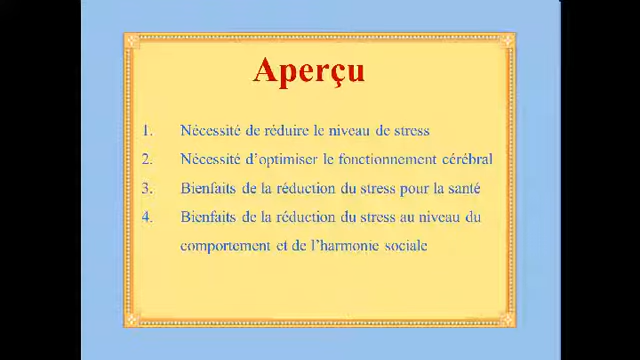 Aperçu
1. Nécessité de réduire le niveau de stress
2. Nécessité d'optimiser le fonctionnement cérébral
3. Bienfaits de la réduction du stress pour la santé
4. Bienfaits de la réduction du stress au niveau du
comportement et de l'harmonie sociale